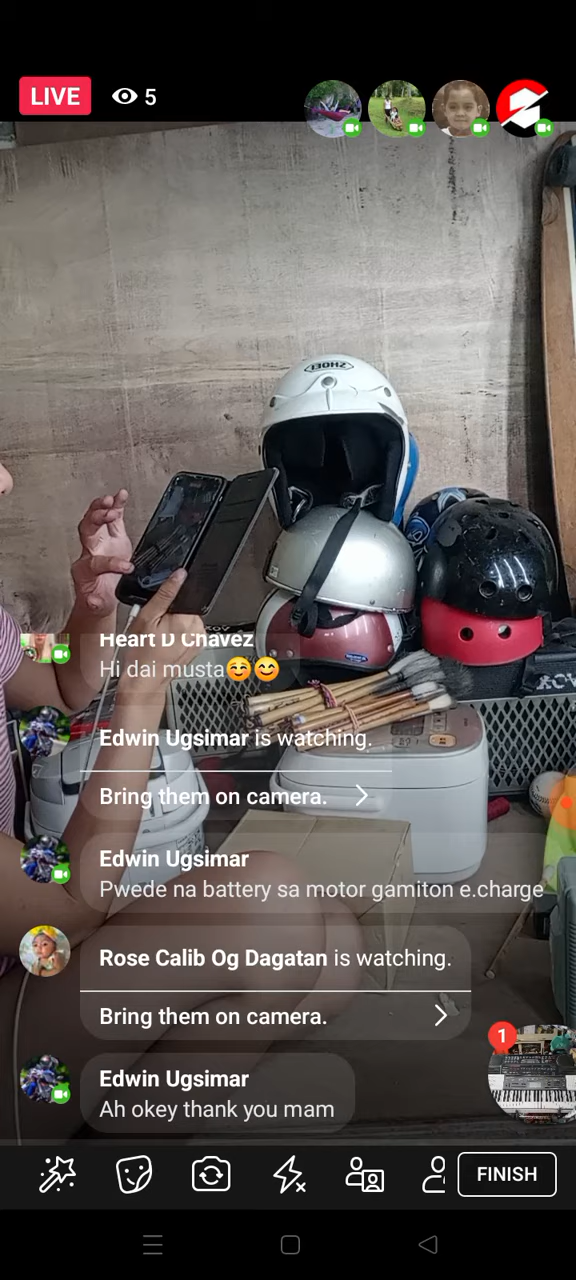 LIVE
5
SHOEI
Heart D Chavez
Hi dai musta☺️😊
Edwin Ugsimar is watching.
Bring them on camera.
Edwin Ugsimar
Pwede na battery sa motor gamiton e.charge
Rose Calib Og Dagatan is watching.
Bring them on camera.
1
Edwin Ugsimar
Ah okey thank you mam
FINISH